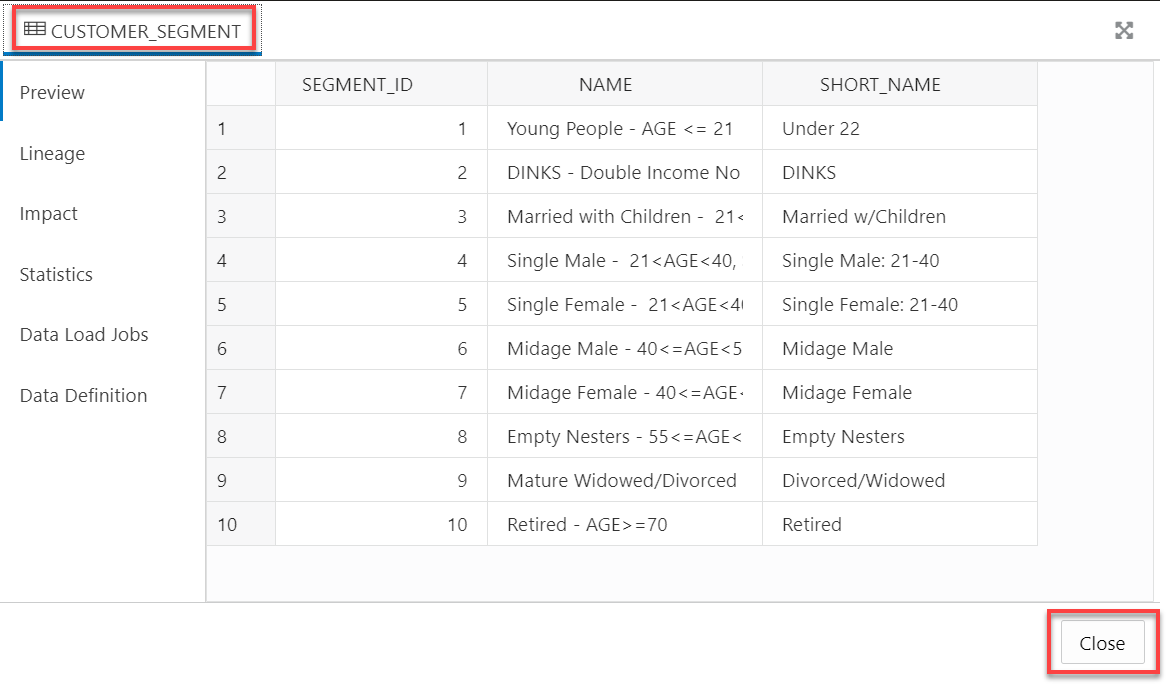 CUSTOMER_SEGMENT
Preview
Lineage
Impact
Statistics
Data Load Jobs
Data Definition
SEGMENT_ID NAME SHORT_NAME
1 1 Young People - AGE <= 21 Under 22
2 2 DINKS - Double Income No DINKS
3 3 Married with Children -  21< Married w/Children
4 4 Single Male -  21<AGE<40, Single Male: 21-40
5 5 Single Female -  21<AGE<4 Single Female: 21-40
6 6 Midage Male - 40<=AGE<5 Midage Male
7 7 Midage Female - 40<=AGE< Midage Female
8 8 Empty Nesters - 55<=AGE< Empty Nesters
9 9 Mature Widowed/Divorced Divorced/Widowed
10 10 Retired - AGE>=70 Retired
Close